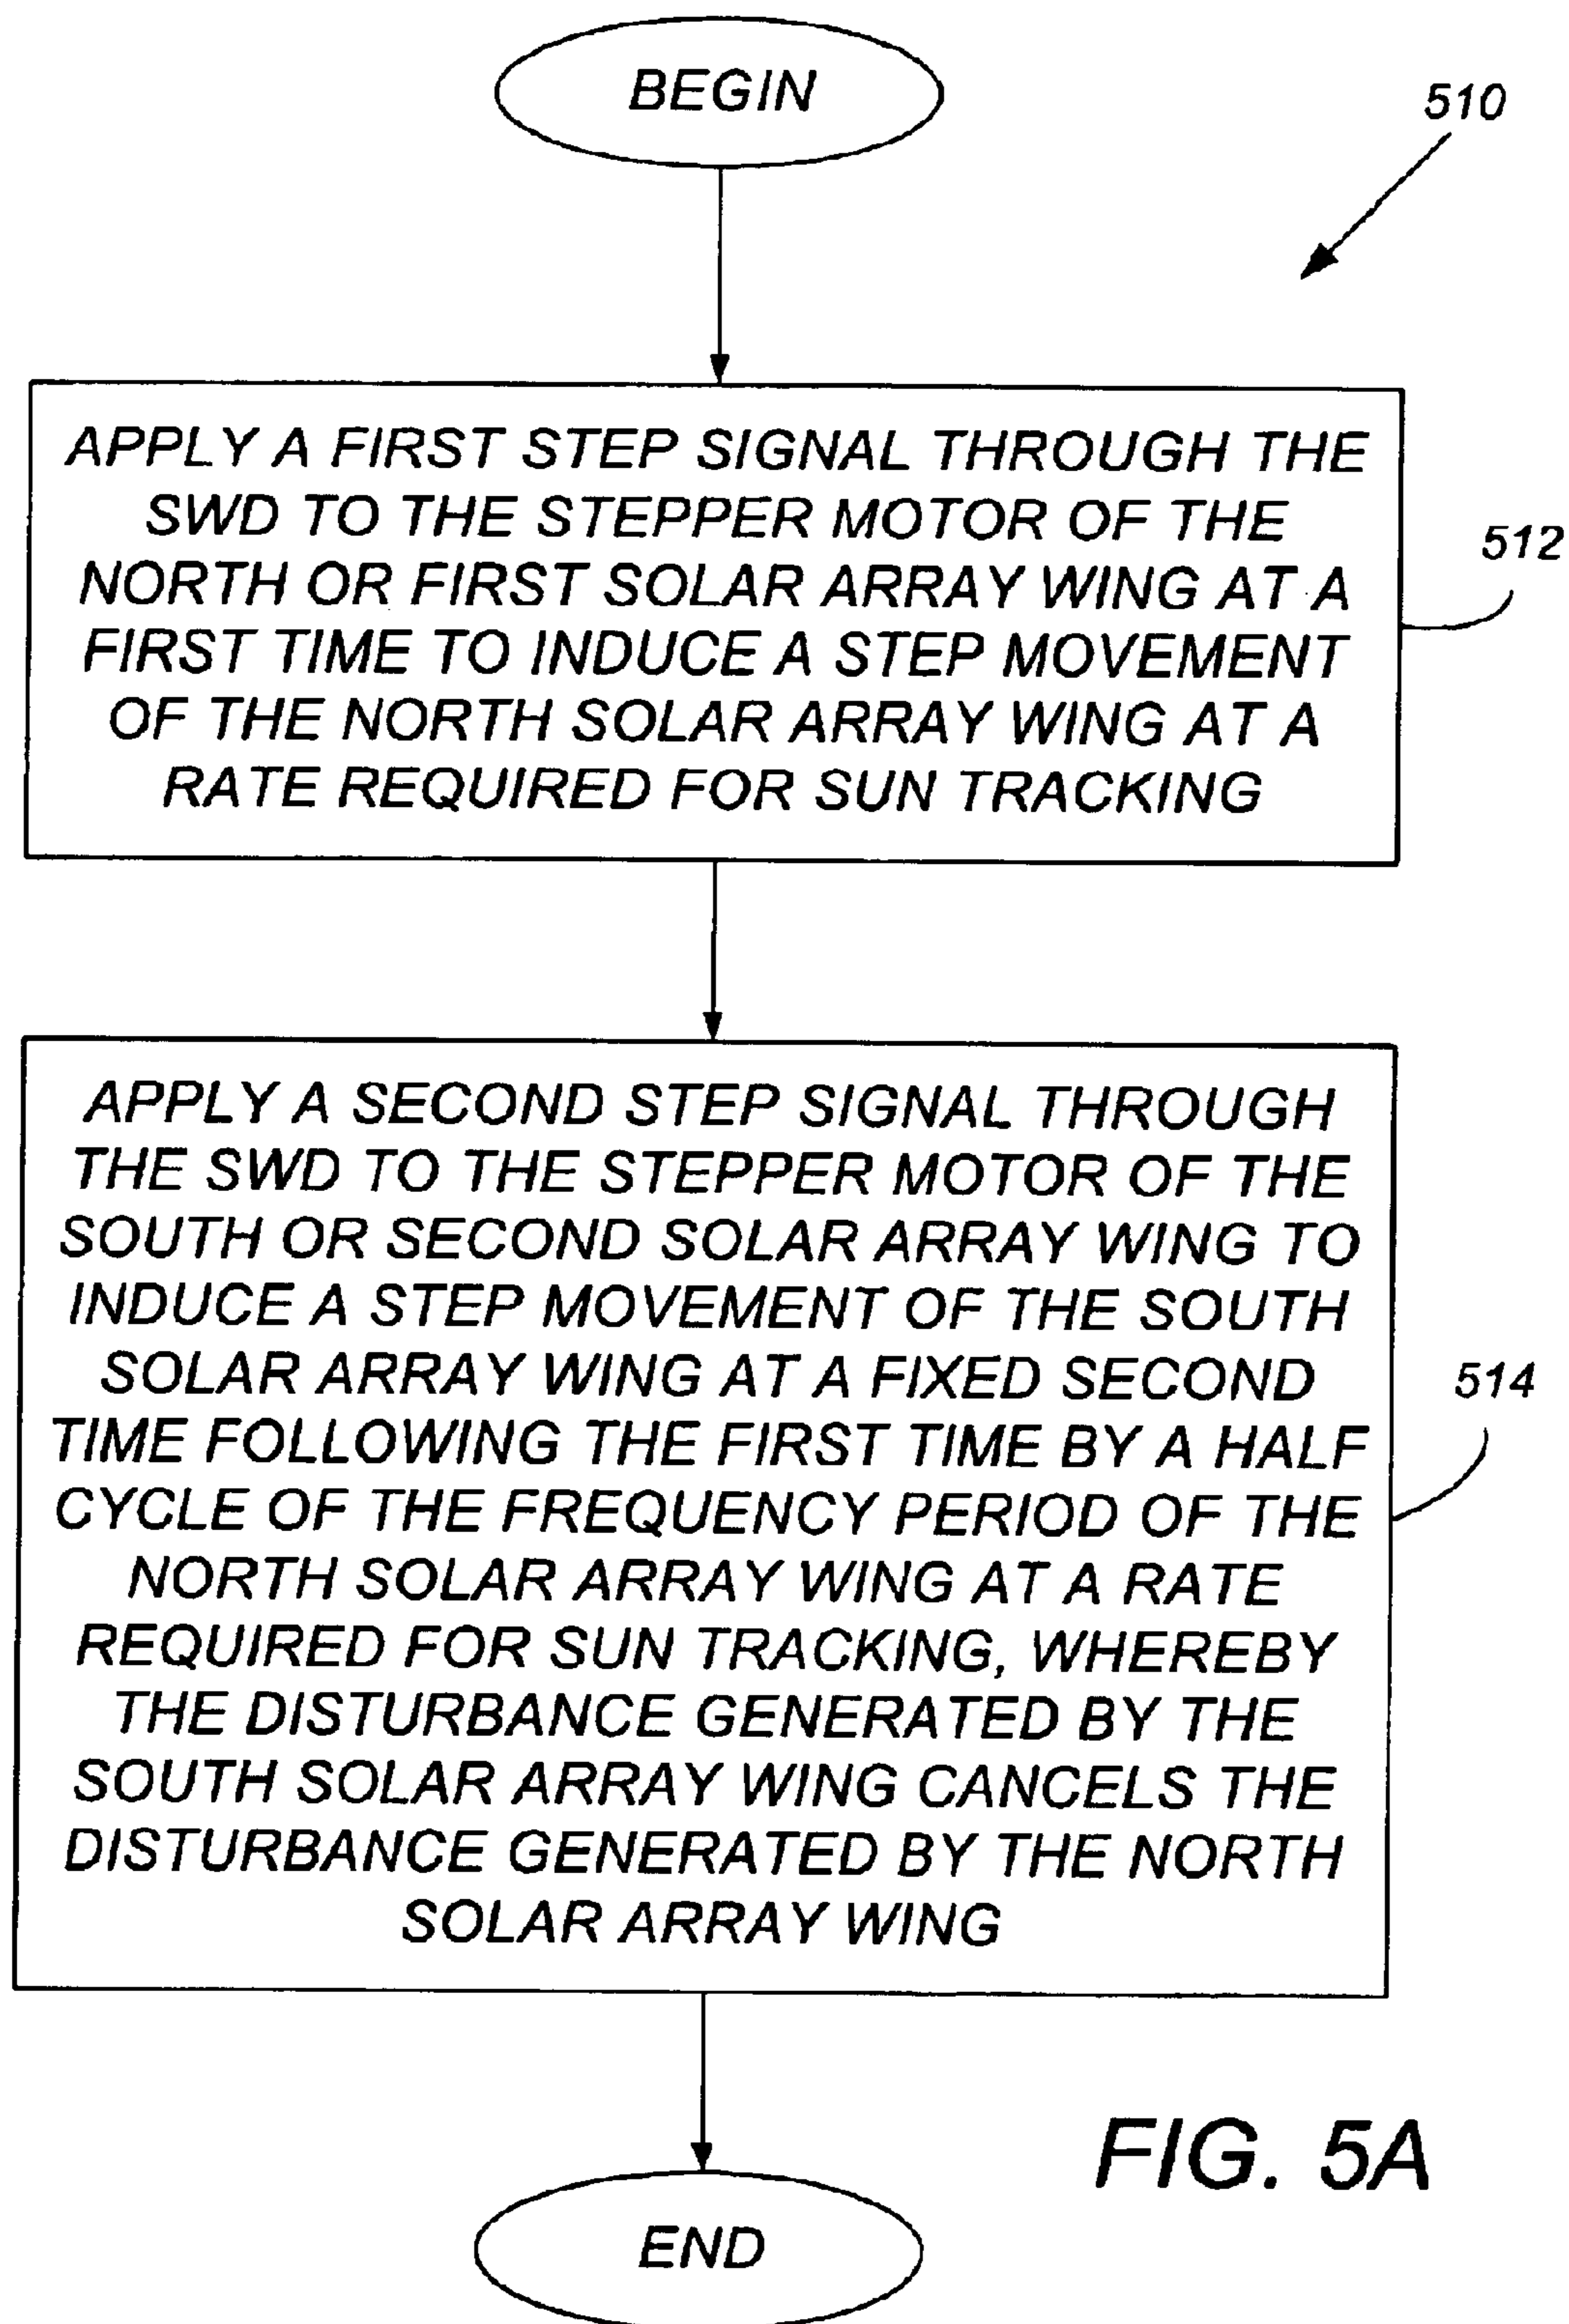 BEGIN
510
APPLY A FIRST STEP SIGNAL THROUGH THE
SWD TO THE STEPPER MOTOR OF THE
NORTH OR FIRST SOLAR ARRAY WING AT A
FIRST TIME TO INDUCE A STEP MOVEMENT
OF THE NORTH SOLAR ARRAY WING AT A
RATE REQUIRED FOR SUN TRACKING
512
APPLY A SECOND STEP SIGNAL THROUGH
THE SWD TO THE STEPPER MOTOR OF THE
SOUTH OR SECOND SOLAR ARRAY WING TO
INDUCE A STEP MOVEMENT OF THE SOUTH
SOLAR ARRAY WING AT A FIXED SECOND
TIME FOLLOWING THE FIRST TIME BY A HALF
CYCLE OF THE FREQUENCY PERIOD OF THE
NORTH SOLAR ARRAY WING AT A RATE
REQUIRED FOR SUN TRACKING, WHEREBY
THE DISTURBANCE GENERATED BY THE
SOUTH SOLAR ARRAY WING CANCELS THE
DISTURBANCE GENERATED BY THE NORTH
SOLAR ARRAY WING
514
END
FIG. 5A